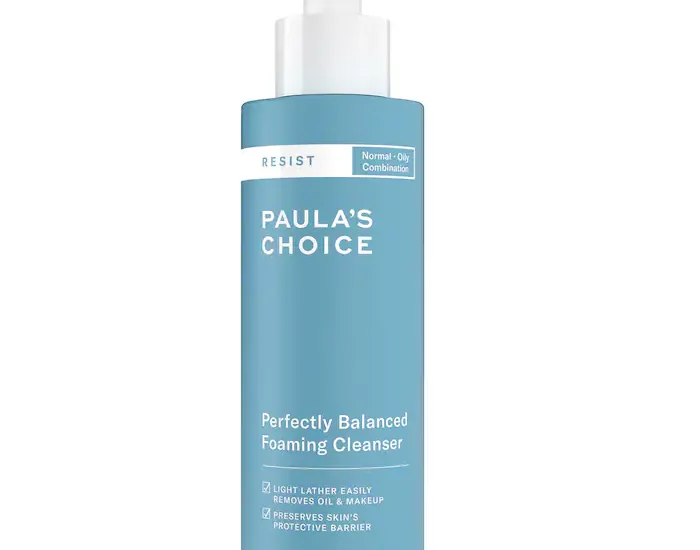 RESIST
Normal · Oily
Combination
PAULA'S
CHOICE
Perfectly Balanced
Foaming Cleanser
☑ LIGHT LATHER EASILY
REMOVES OIL & MAKEUP
☑ PRESERVES SKIN'S
PROTECTIVE BARRIER